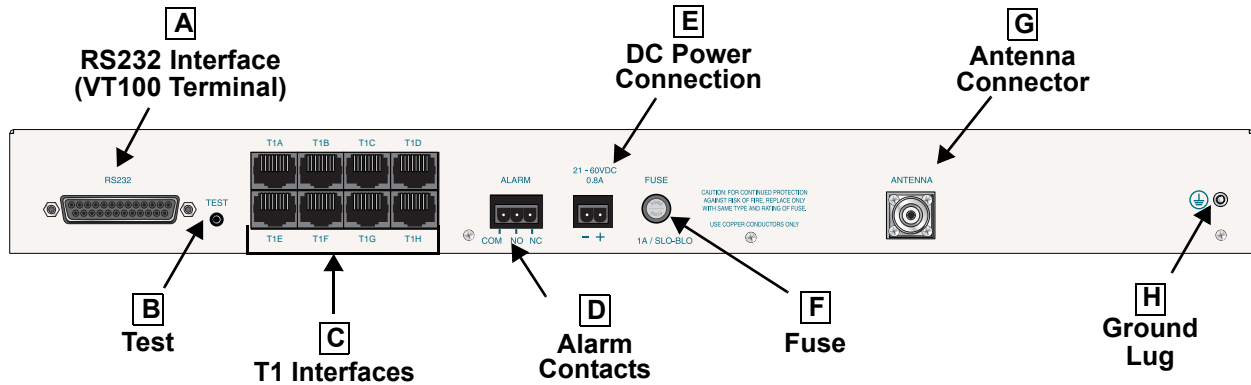 A
RS232 Interface
(VT100 Terminal)
E
DC Power
Connection
G
Antenna
Connector
T1A T1B T1C T1D
RS232
TEST
T1E T1F T1G T1H
ALARM
COM NO NC
21 - 60VDC
0.8A
- +
FUSE
1A / SLO-BLO
CAUTION: FOR CONTINUED PROTECTION
AGAINST RISK OF FIRE, REPLACE ONLY
WITH SAME TYPE AND RATING OF FUSE.
USE COPPER CONDUCTORS ONLY
ANTENNA
B
Test
C
T1 Interfaces
D
Alarm
Contacts
F
Fuse
H
Ground
Lug